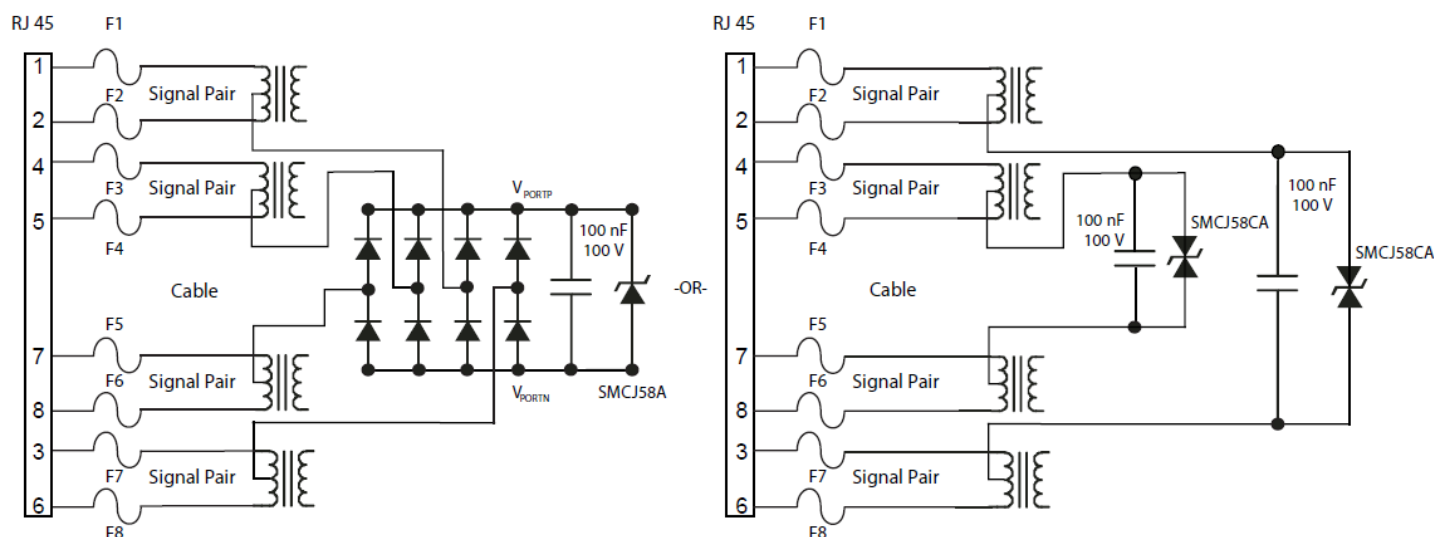 RJ 45
F1
1
Signal Pair
F2
2
4
F3
Signal Pair
5
F4
Cable
F5
7
F6
Signal Pair
8
3
F7
Signal Pair
6
F8
V PORTP
100 nF
100 V
V PORTN
SMCJ58A
-OR-
RJ 45
F1
1
Signal Pair
F2
2
4
F3
Signal Pair
5
F4
Cable
F5
7
F6
Signal Pair
8
3
F7
Signal Pair
6
F8
100 nF
100 V
SMCJ58CA
100 nF
100 V
SMCJ58CA